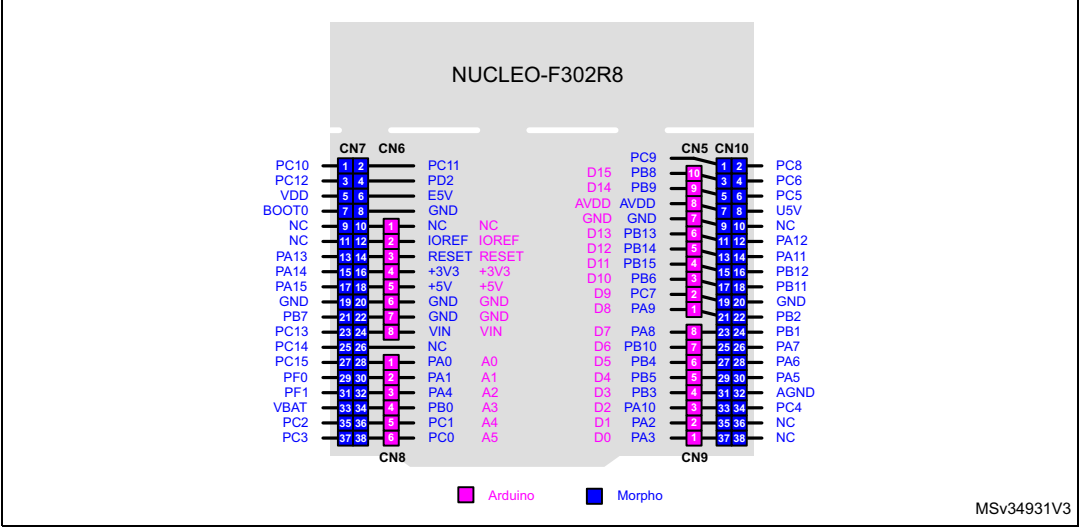 NUCLEO-F302R8
CN7 CN6 CN5 CN10
PC9
PC10 1 2 PC11 D15 PB8 10 1 2 PC8
PC12 3 4 PD2 D14 PB9 9 3 4 PC6
VDD 5 6 E5V AVDD AVDD 8 5 6 PC5
BOOT0 7 8 GND GND GND 7 7 8 U5V
NC 9 10 1 NC NC D13 PB13 6 9 10 NC
NC 11 12 2 IOREF IOREF D12 PB14 5 11 12 PA12
PA13 13 14 3 RESET RESET D11 PB15 4 13 14 PA11
PA14 15 16 4 +3V3 +3V3 D10 PB6 3 15 16 PB12
PA15 17 18 5 +5V +5V D9 PC7 2 17 18 PB11
GND 19 20 6 GND GND D8 PA9 1 19 20 GND
PB7 21 22 7 GND GND 21 22 PB2
PC13 23 24 8 VIN VIN D7 PA8 8 23 24 PB1
PC14 25 26 NC D6 PB10 7 25 26 PA7
PC15 27 28 1 PA0 A0 D5 PB4 6 27 28 PA6
PF0 29 30 2 PA1 A1 D4 PB5 5 29 30 PA5
PF1 31 32 3 PA4 A2 D3 PB3 4 31 32 AGND
VBAT 33 34 4 PB0 A3 D2 PA10 3 33 34 PC4
PC2 35 36 5 PC1 A4 D1 PA2 2 35 36 NC
PC3 37 38 6 PC0 A5 D0 PA3 1 37 38 NC
CN8 CN9
Arduino Morpho
MSv34931V3